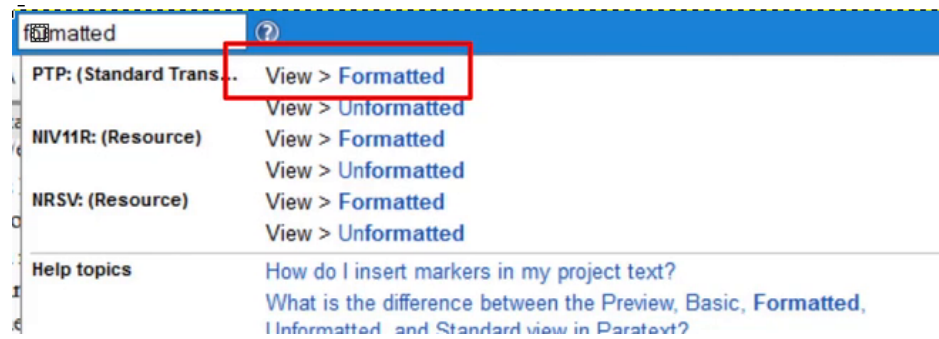 formatted
PTP: (Standard Trans... View > Formatted
View > Unformatted
NIV11R: (Resource) View > Formatted
View > Unformatted
NRSV: (Resource) View > Formatted
View > Unformatted
Help topics How do I insert markers in my project text?
What is the difference between the Preview, Basic, Formatted,
Unformatted, and Standard view in Paratext?